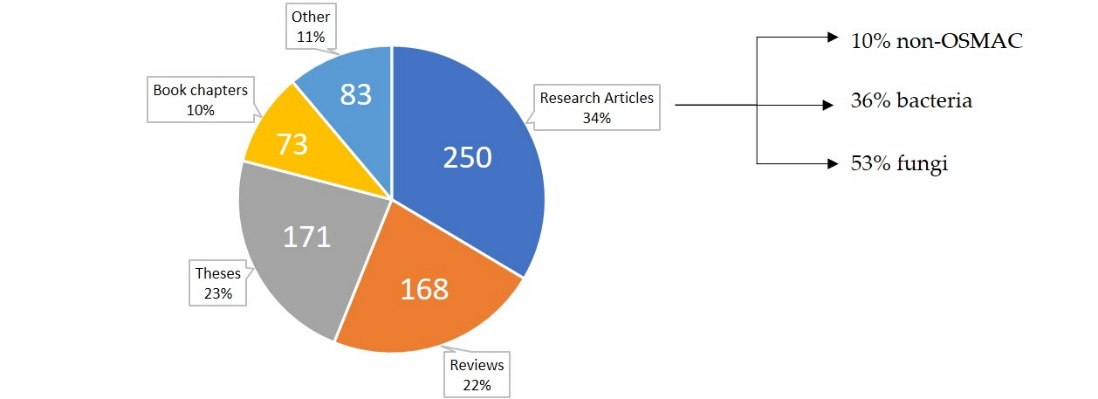 Other
11%
83
Book chapters
10%
73
Research Articles
34%
250
10% non-OSMAC
36% bacteria
53% fungi
171
Theses
23%
168
Reviews
22%